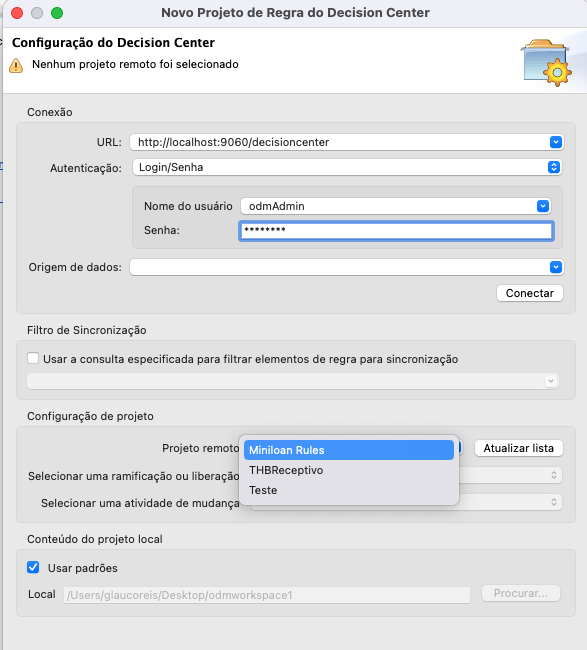 Novo Projeto de Regra do Decision Center
Configuração do Decision Center
Nenhum projeto remoto foi selecionado
Conexão
URL: http://localhost:9060/decisioncenter
Autenticação: Login/Senha
Nome do usuário odmAdmin
Senha: ********
Origem de dados:
Conectar
Filtro de Sincronização
Usar a consulta especificada para filtrar elementos de regra para sincronização
Configuração de projeto
Projeto remoto Miniloan Rules Atualizar lista
THBReceptivo
Selecionar uma ramificação ou liberação
Teste
Selecionar uma atividade de mudança
Conteúdo do projeto local
Usar padrões
Local /Users/glaucoreis/Desktop/odmworkspace1 Procurar...